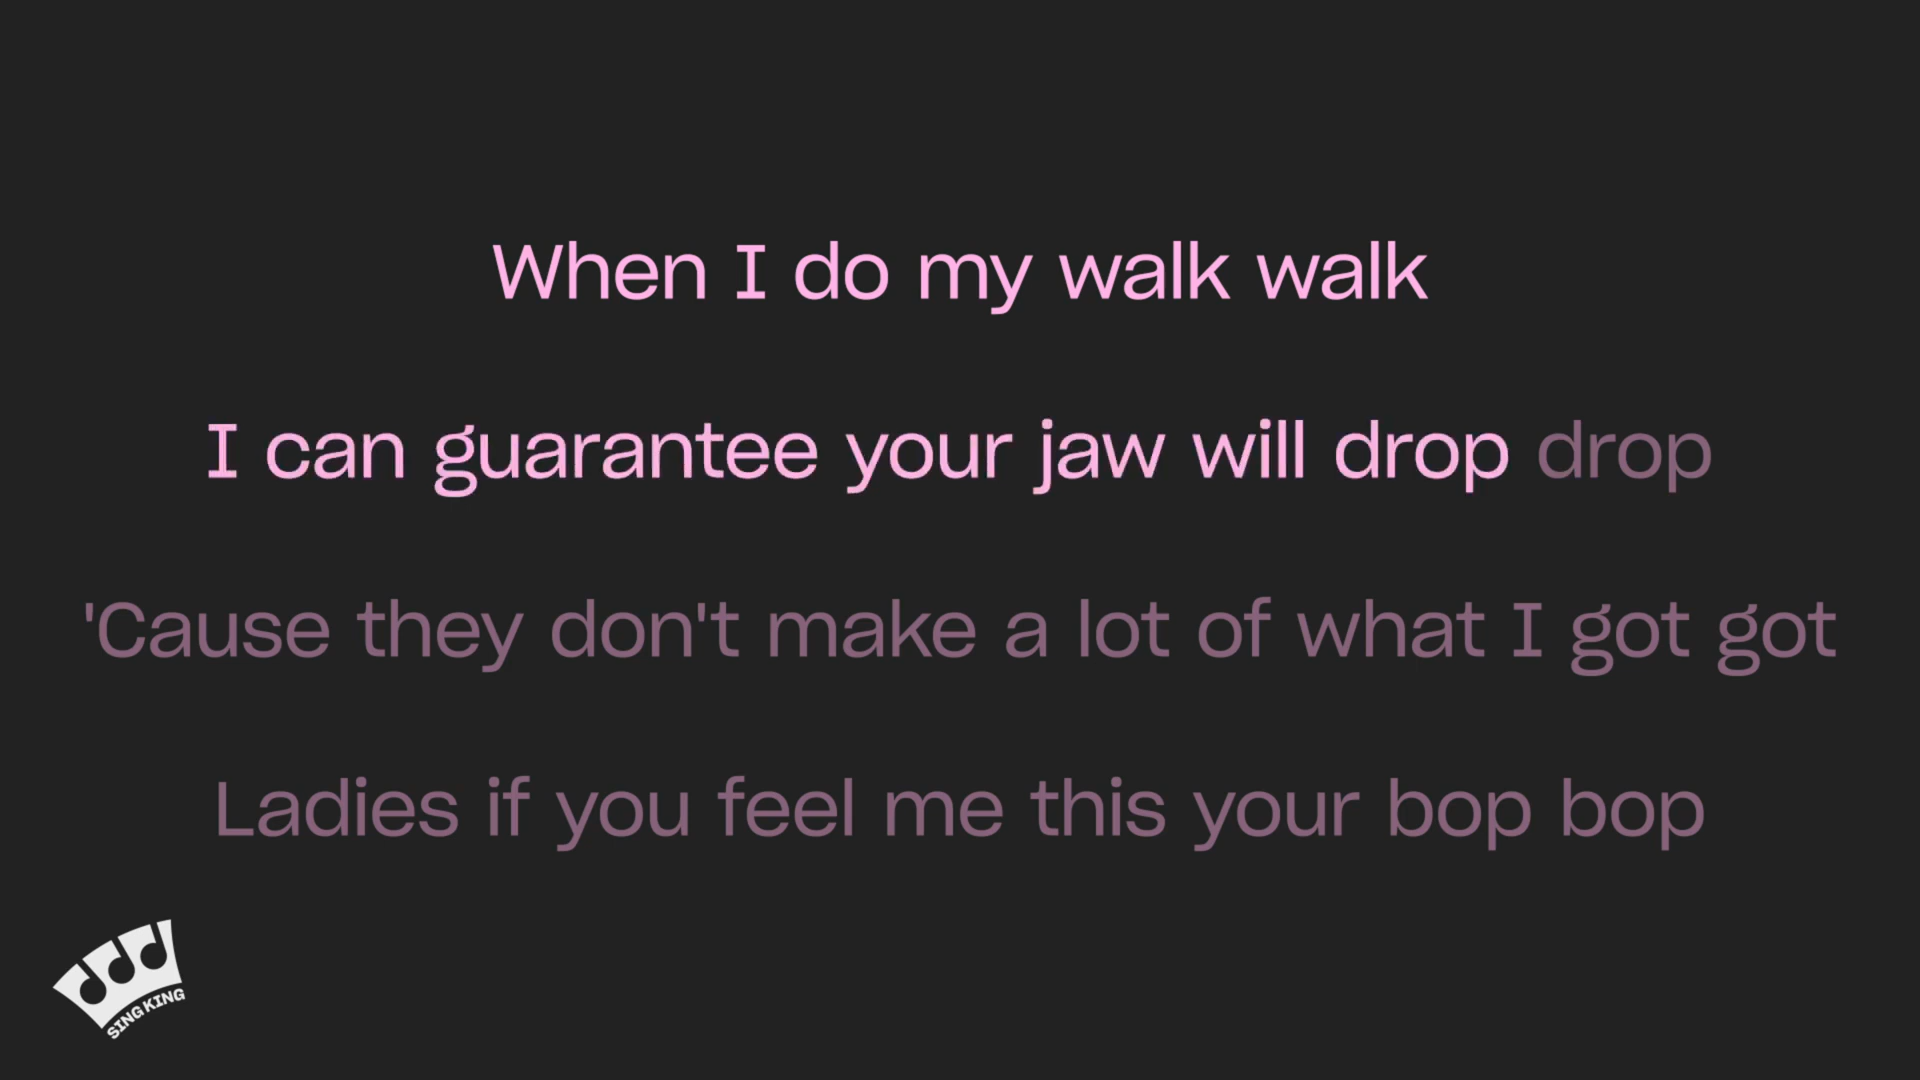 When I do my walk walk
I can guarantee your jaw will drop drop
'Cause they don't make a lot of what I got got
Ladies if you feel me this your bop bop
SING KING